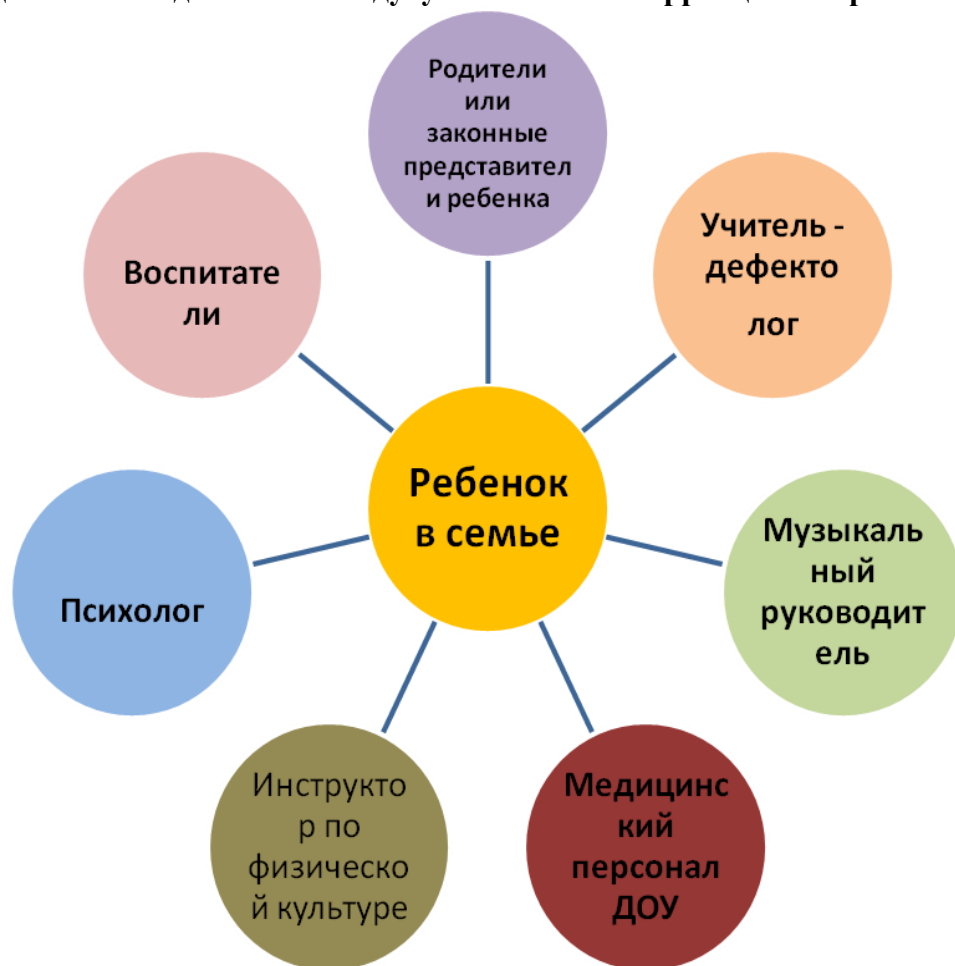 Родители
или
законные
представител
и ребенка
Учитель -
дефекто
лог
Музыкаль
ный
руководит
ель
Медицинс
кий
персонал
ДОУ
Инструкто
р по
физическо
й культуре
Психолог
Воспитате
ли
Ребенок
в семье